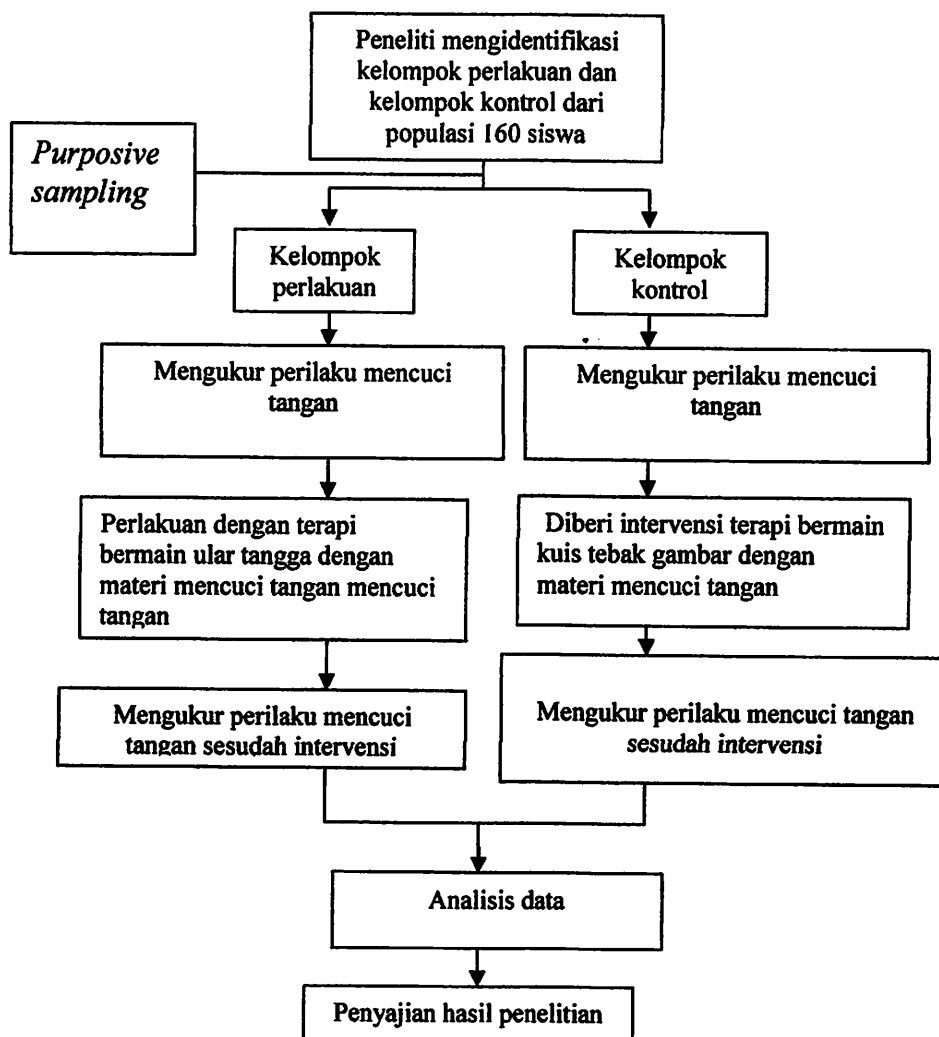 Peneliti mengidentifikasi
kelompok perlakuan dan
kelompok kontrol dari
populasi 160 siswa
Purposive
sampling
Kelompok
perlakuan
Kelompok
kontrol
Mengukur perilaku mencuci
tangan
Mengukur perilaku mencuci
tangan
Perlakuan dengan terapi
bermain ular tangga dengan
materi mencuci tangan mencuci
tangan
Diberi intervensi terapi bermain
kuis tebak gambar dengan
materi mencuci tangan
Mengukur perilaku mencuci
tangan sesudah intervensi
Mengukur perilaku mencuci tangan
sesudah intervensi
Analisis data
Penyajian hasil penelitian